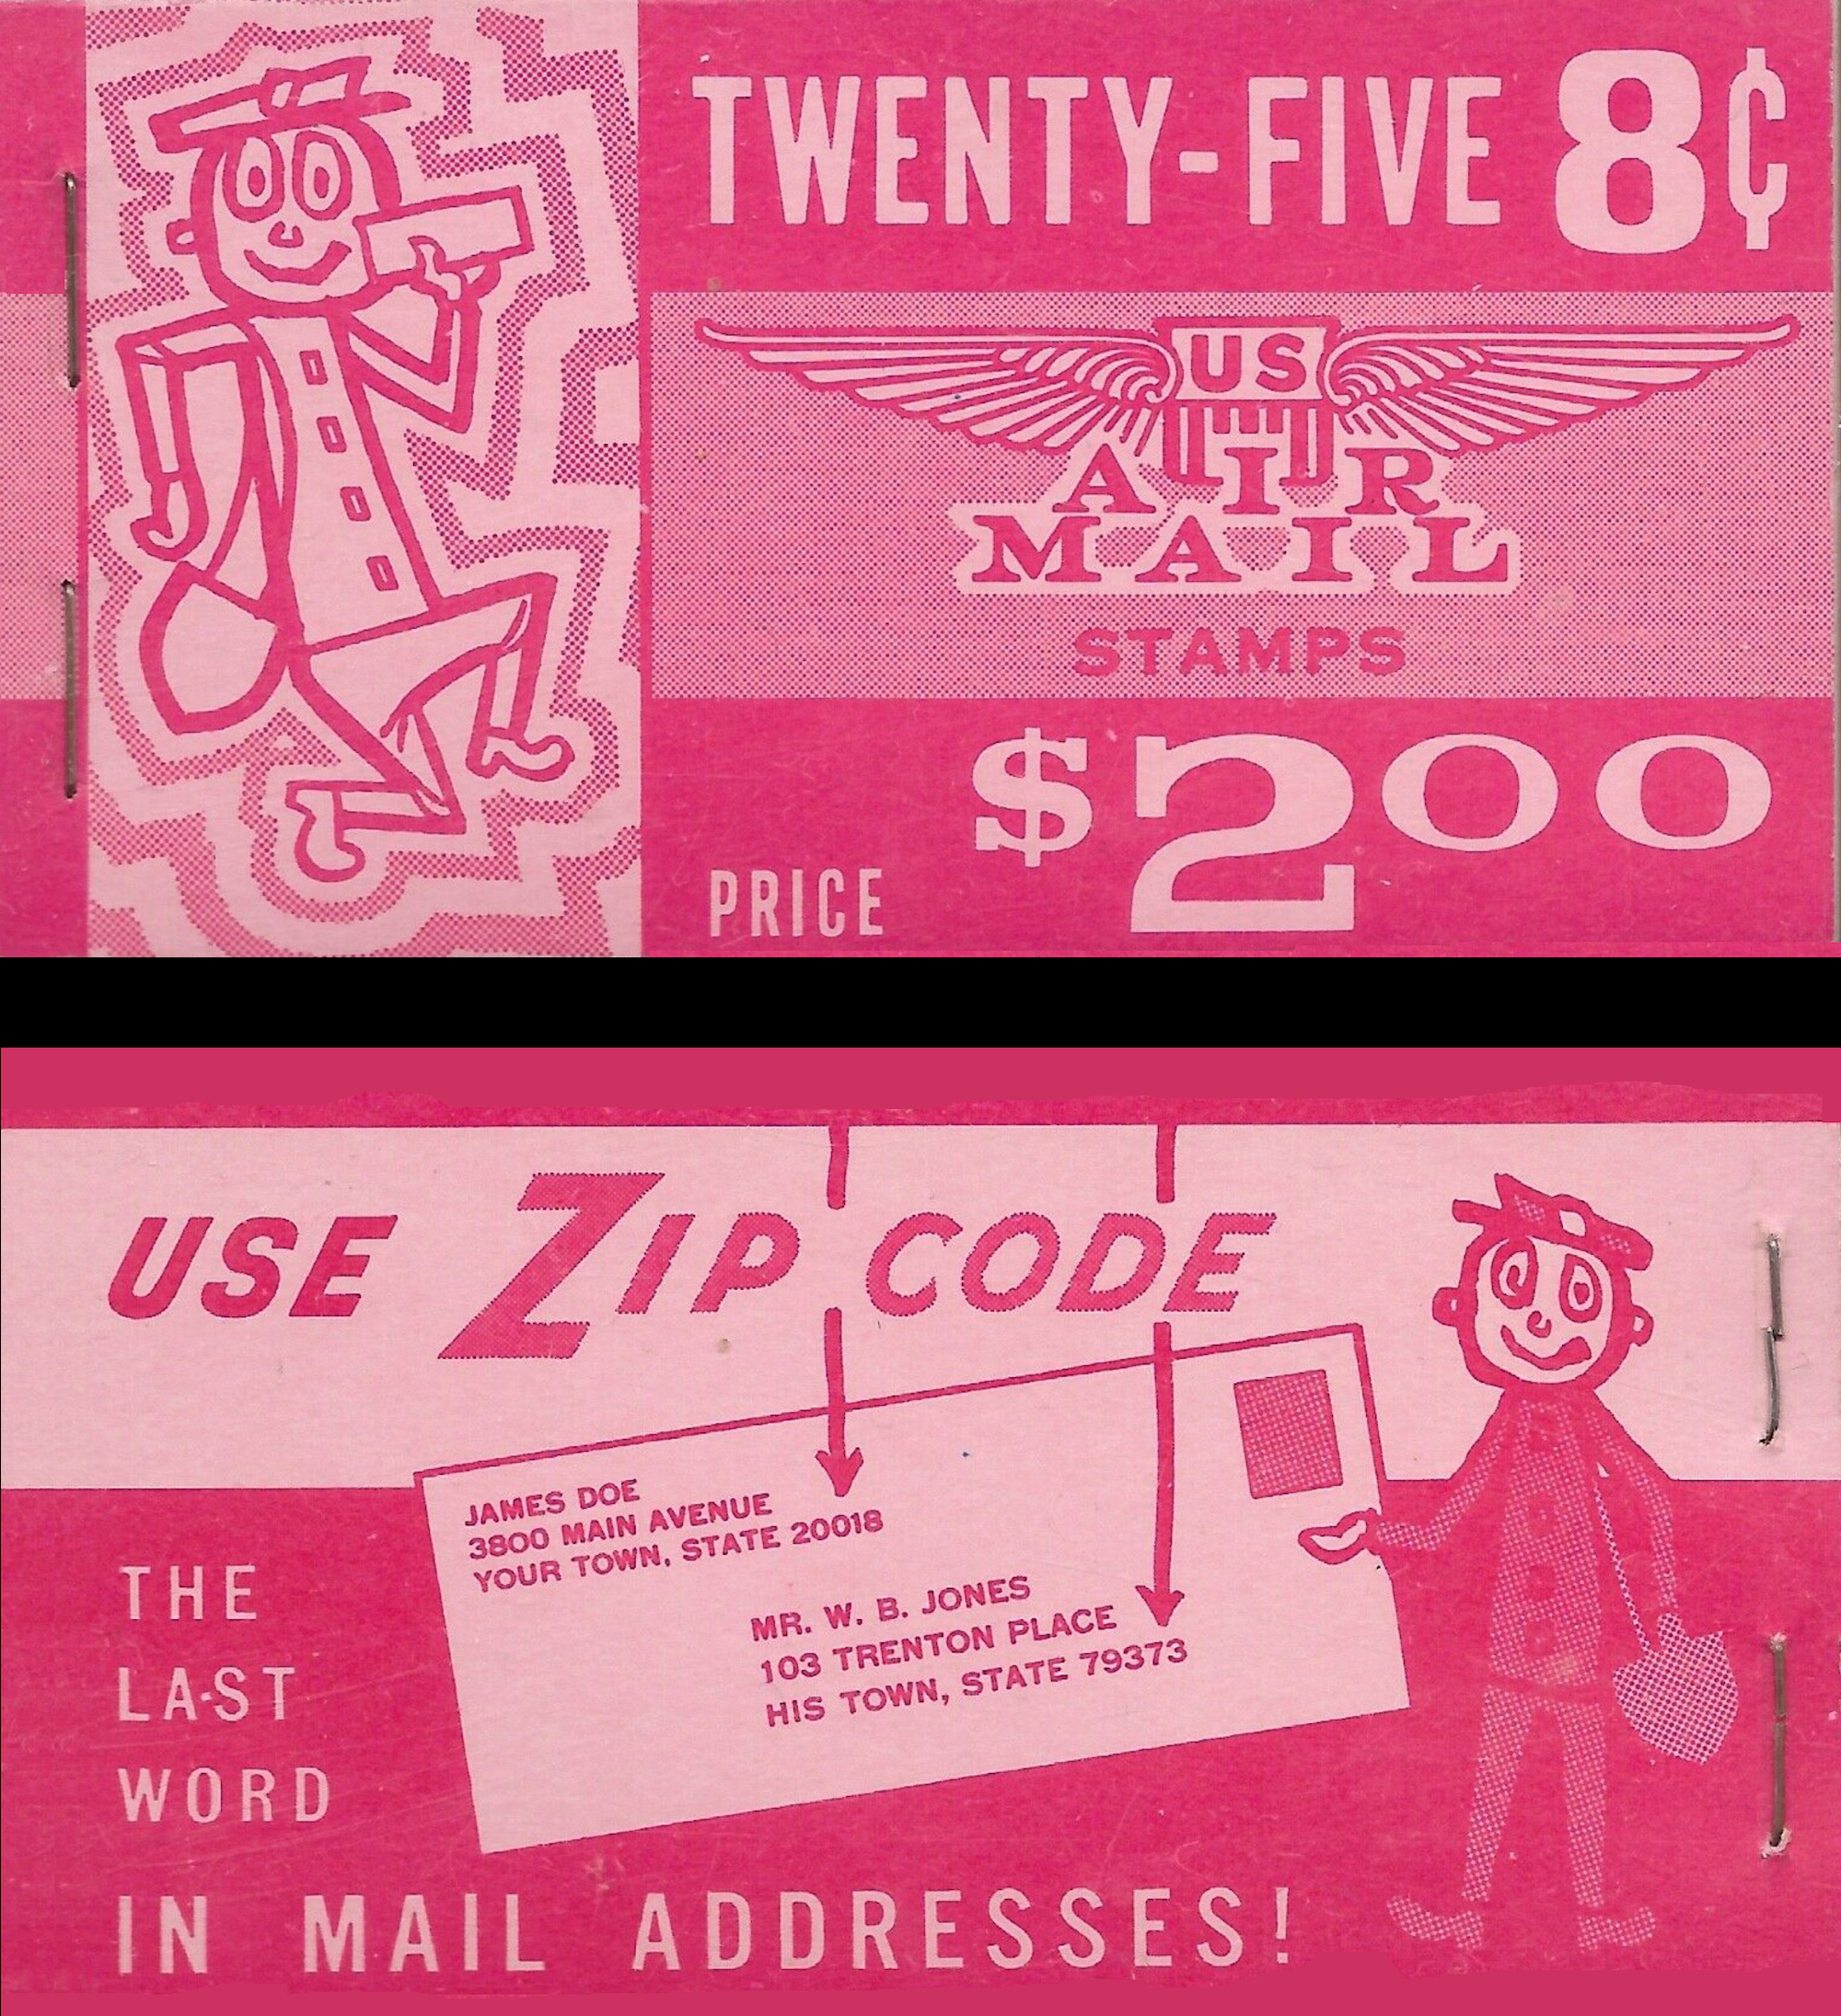 TWENTY-FIVE 8¢
US
AIR
MAIL
STAMPS
PRICE $2.00
USE ZIP CODE
JAMES DOE
3800 MAIN AVENUE
YOUR TOWN, STATE 20018
MR. W. B. JONES
103 TRENTON PLACE
HIS TOWN, STATE 79373
THE
LAST
WORD
IN MAIL ADDRESSES!